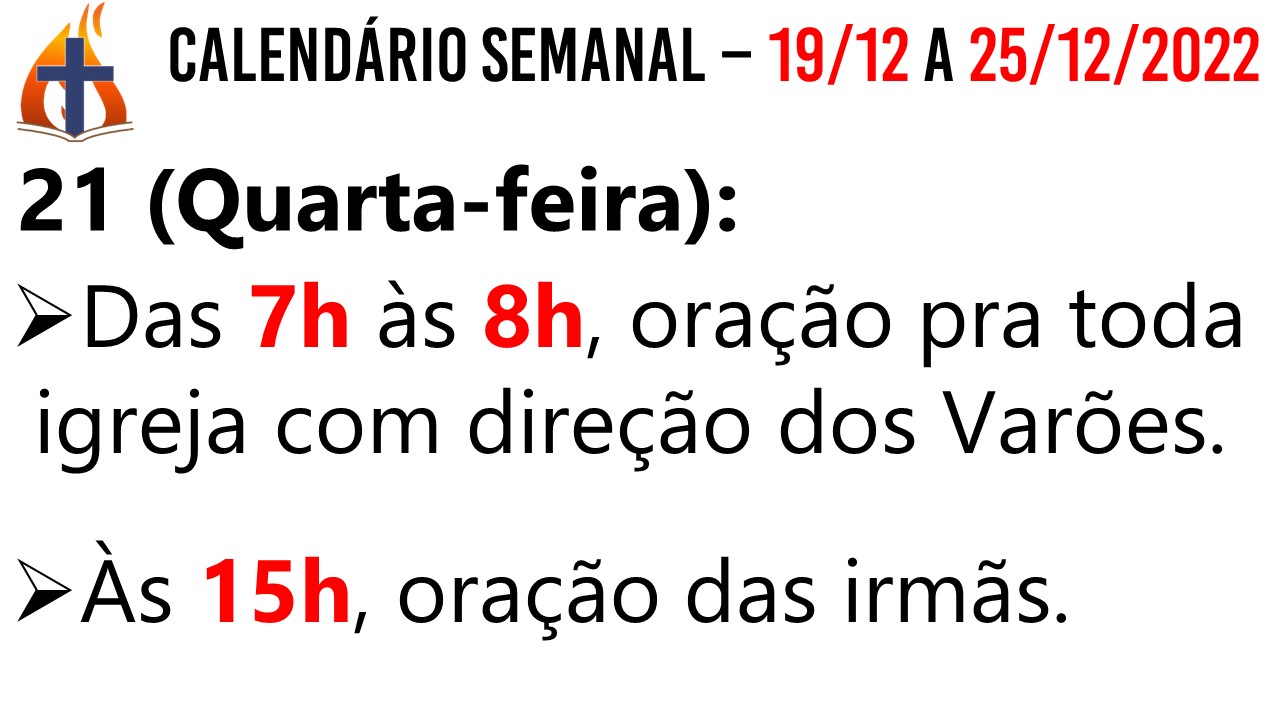 CALENDÁRIO SEMANAL – 19/12 A 25/12/2022
21 (Quarta-feira):
➢Das 7h às 8h, oração pra toda
igreja com direção dos Varões.
➢Às 15h, oração das irmãs.